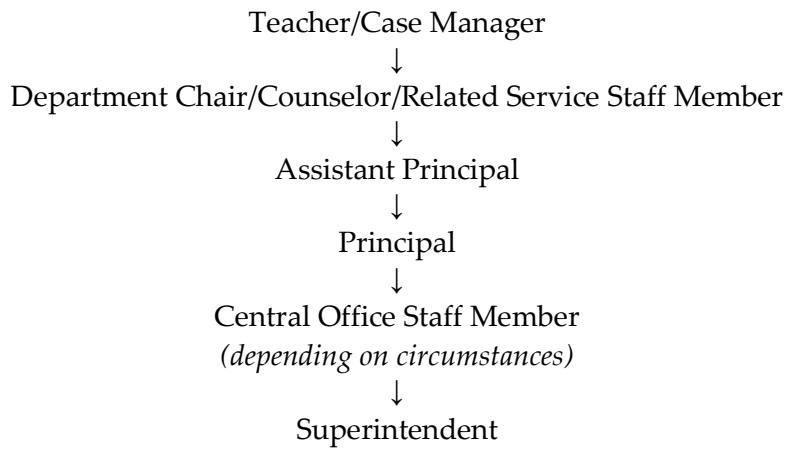 Teacher/Case Manager
↓
Department Chair/Counselor/Related Service Staff Member
↓
Assistant Principal
↓
Principal
↓
Central Office Staff Member
(depending on circumstances)
↓
Superintendent